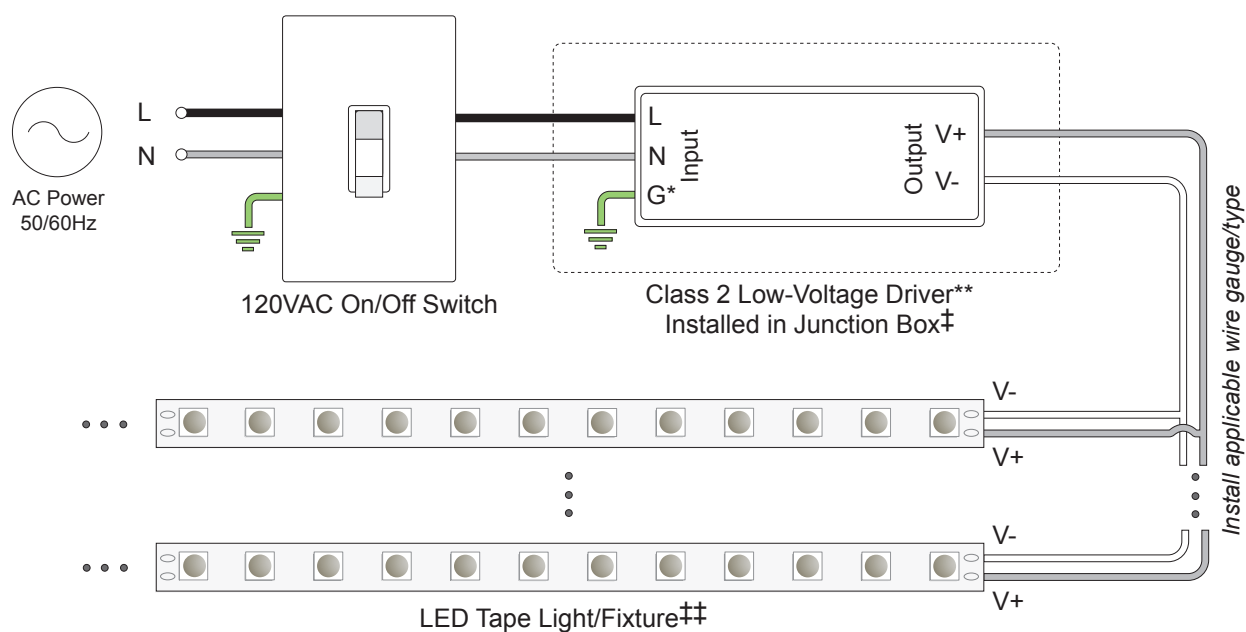 AC Power
50/60Hz
L
N
120VAC On/Off Switch
L
N
G*
Input
Output
V+
V-
Class 2 Low-Voltage Driver**
Installed in Junction Box‡
Install applicable wire gauge/type
V-
V+
V-
V+
LED Tape Light/Fixture‡‡